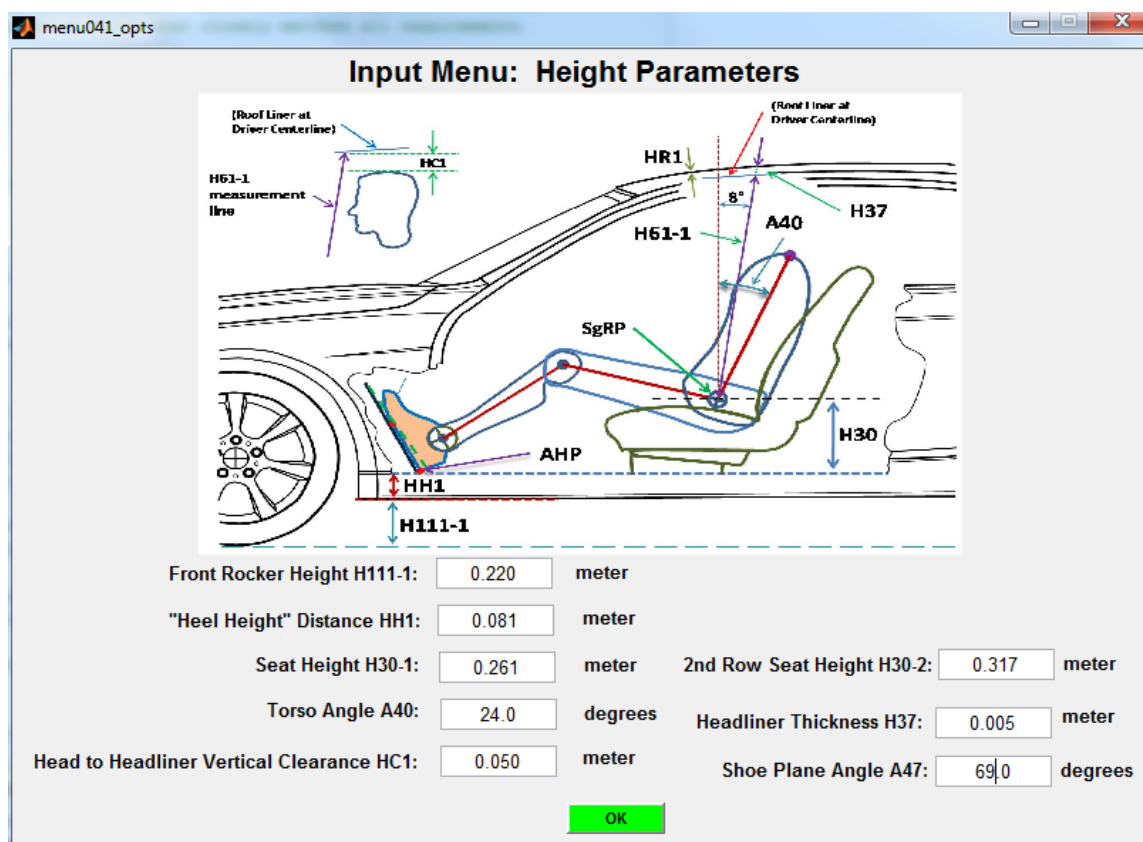 menu041_opts
Input Menu:  Height Parameters
(Roof Liner at
Driver Centerline)
HC1
H61-1
measurement
line
(Roof Liner at
Driver Centerline)
HR1
8°
H37
H61-1
A40
SgRP
H30
AHP
HH1
H111-1
Front Rocker Height H111-1: 0.220 meter
"Heel Height" Distance HH1: 0.081 meter
Seat Height H30-1: 0.261 meter 2nd Row Seat Height H30-2: 0.317 meter
Torso Angle A40: 24.0 degrees Headliner Thickness H37: 0.005 meter
Head to Headliner Vertical Clearance HC1: 0.050 meter Shoe Plane Angle A47: 69.0 degrees
OK